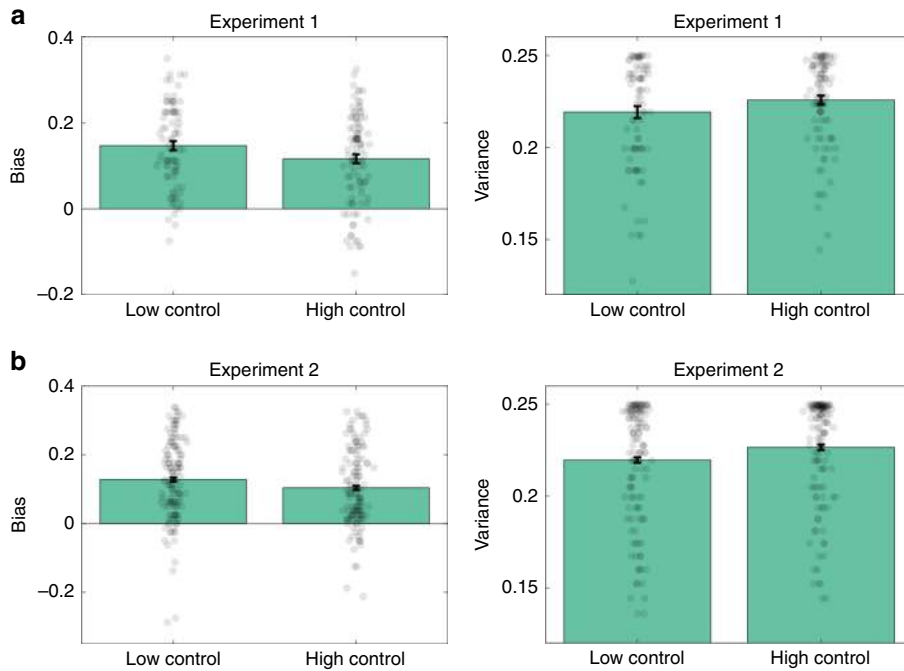 a
Experiment 1
Bias
0.4
0.2
0
–0.2
Low control
High control
Experiment 1
Variance
0.25
0.2
0.15
Low control
High control
b
Experiment 2
Bias
0.4
0.2
0
–0.2
Low control
High control
Experiment 2
Variance
0.25
0.2
0.15
Low control
High control